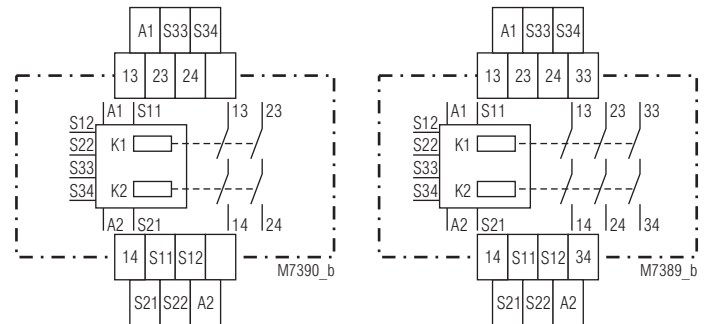 A1 S33 S34
13 23 24
A1 S11 13 23
S12
S22 K1
S33
S34 K2
A2 S21 14 24
14 S11 S12
M7390_b
S21 S22 A2
A1 S33 S34
13 23 24 33
A1 S11 13 23 33
S12
S22 K1
S33
S34 K2
A2 S21 14 24 34
14 S11 S12 34
M7389_b
S21 S22 A2